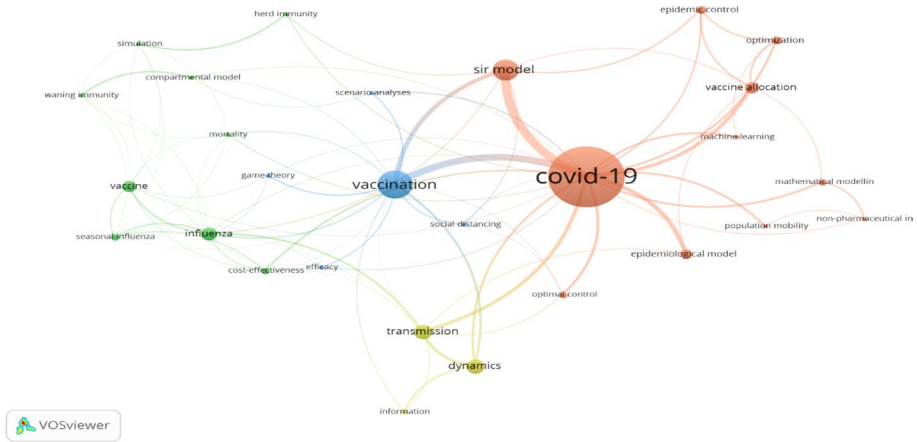 epidemic control
herd immunity
optimization
simulation
sir model
compartmental model
vaccine allocation
waning immunity
scenario analyses
mortality
machine learning
game theory
covid-19
vaccination
vaccine
mathematical modellin
social distancing
population mobility
non-pharmaceutical in
influenza
seasonal influenza
epidemiological model
cost-effectiveness
efficacy
optimal control
transmission
dynamics
information
VOSviewer